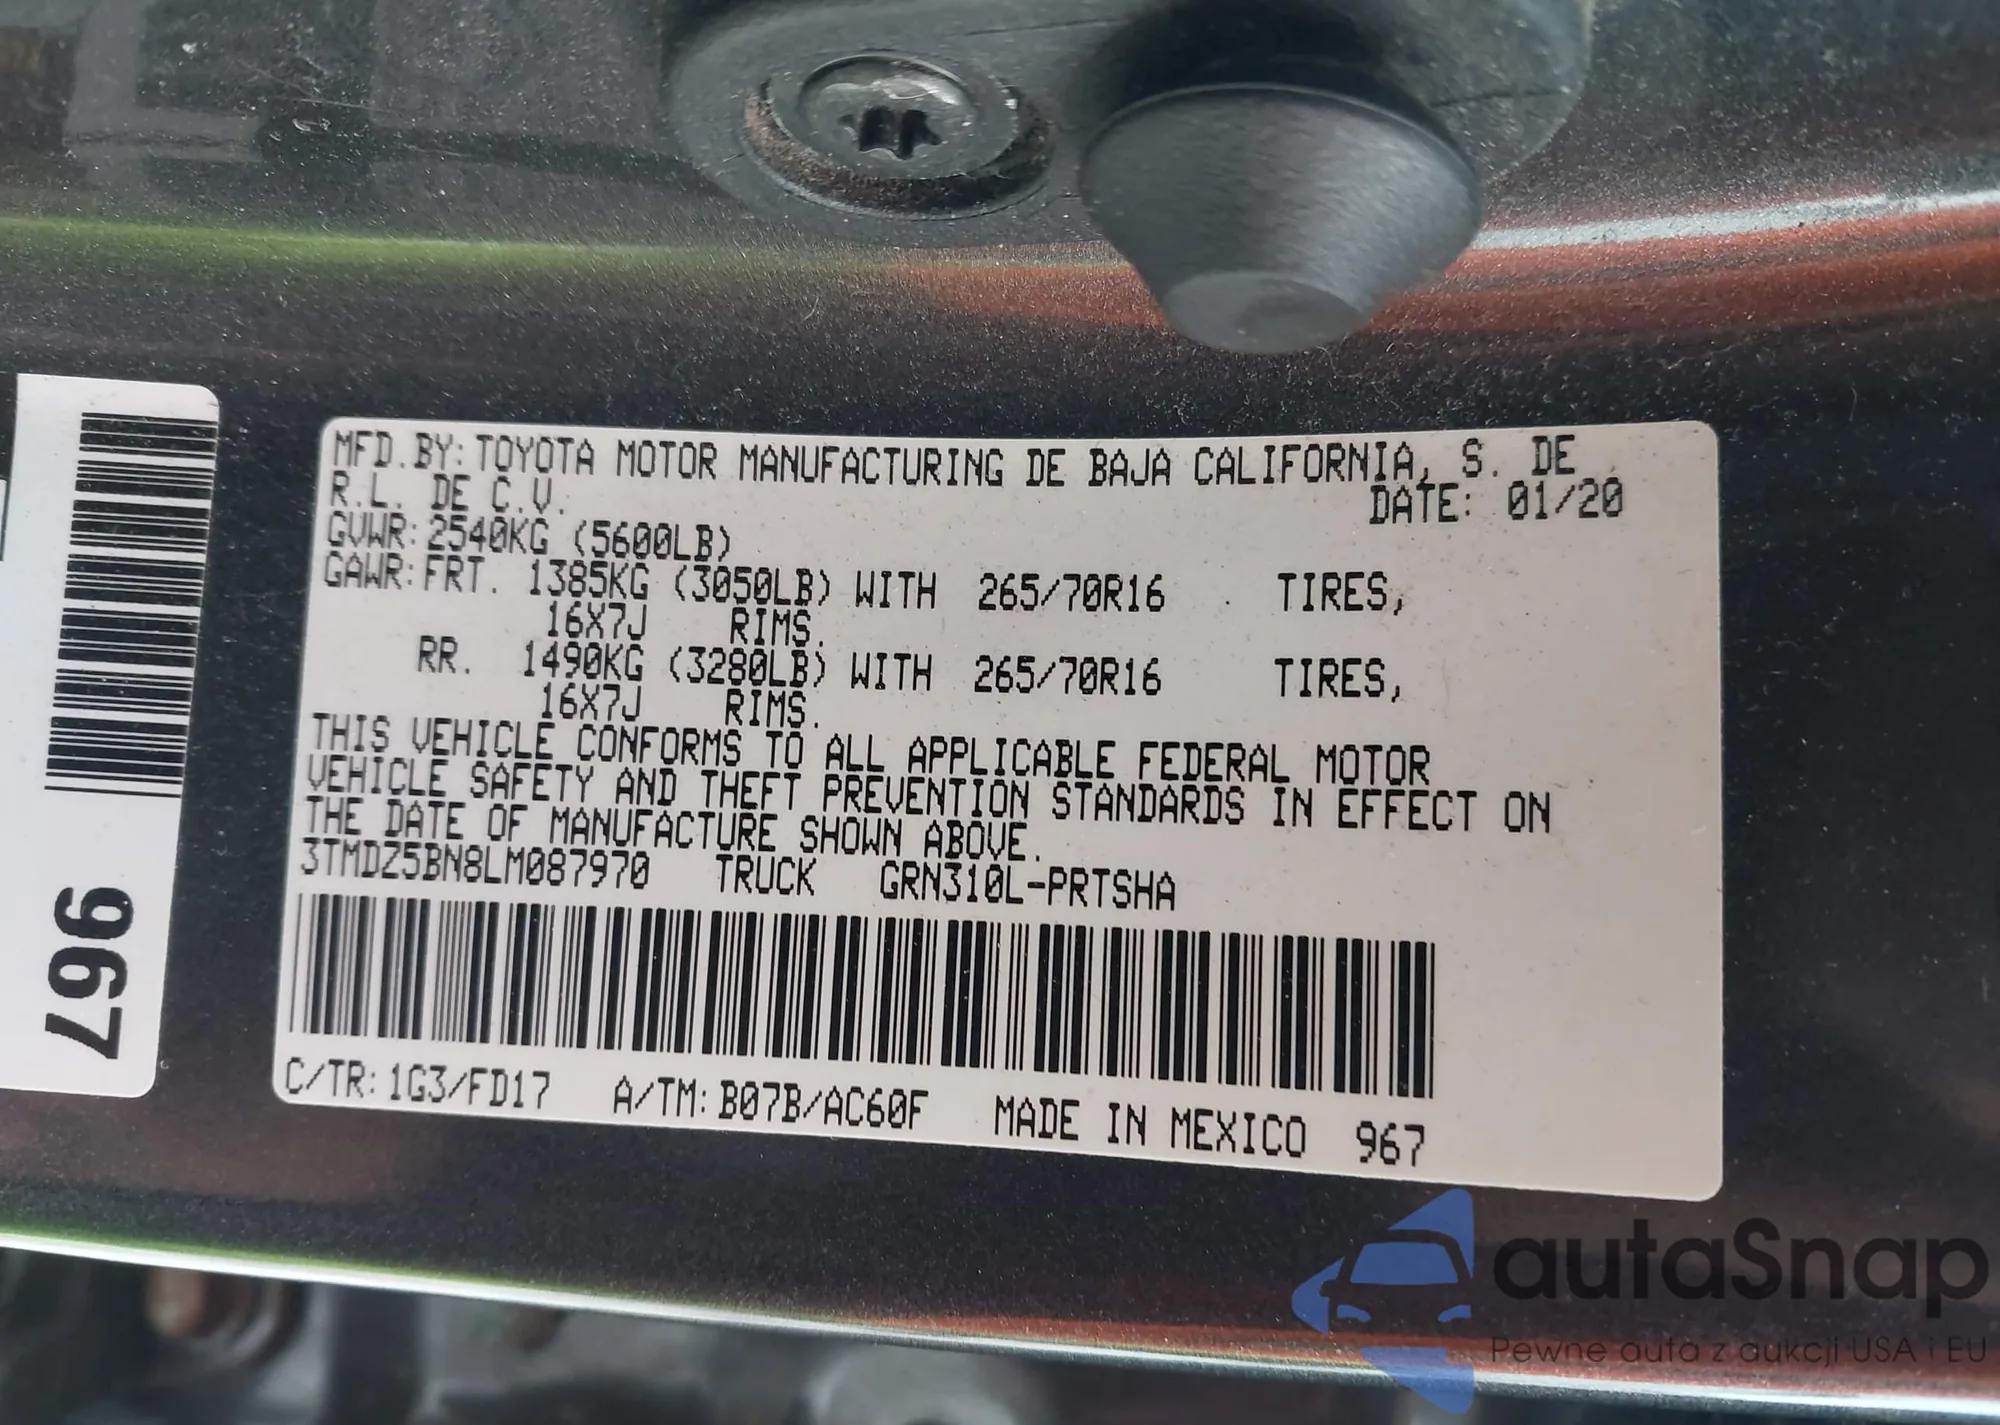 MFD.BY: TOYOTA MOTOR MANUFACTURING DE BAJA CALIFORNIA, S. DE
R.L. DE C.V. DATE: 01/20
GVWR: 2540KG (5600LB)
GAWR: FRT. 1385KG (3050LB) WITH 265/70R16 TIRES,
16X7J RIMS.
RR. 1490KG (3280LB) WITH 265/70R16 TIRES,
16X7J RIMS.
THIS VEHICLE CONFORMS TO ALL APPLICABLE FEDERAL MOTOR
VEHICLE SAFETY AND THEFT PREVENTION STANDARDS IN EFFECT ON
THE DATE OF MANUFACTURE SHOWN ABOVE.
3TMDZ5BN8LM087970 TRUCK GRN310L-PRTSHA
C/TR: 1G3/FD17 A/TM: B07B/AC60F MADE IN MEXICO 967
967
autaSnap
Pewne auta z aukcji USA i EU